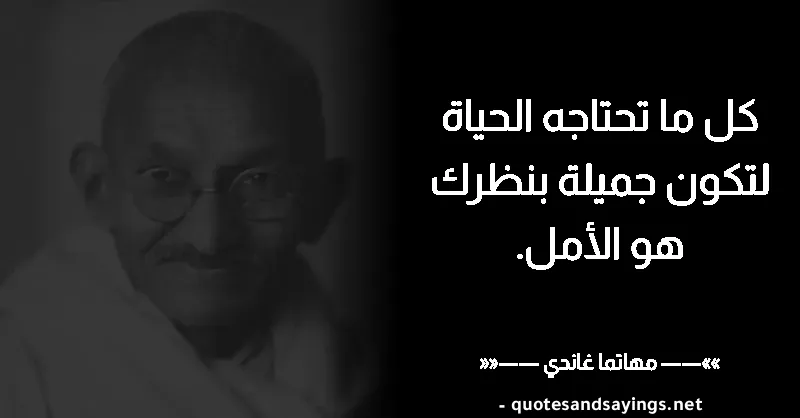 كل ما تحتاجه الحياة
لتكون جميلة بنظرك
هو الأمل.
»»—— مهاتما غاندي ——««
- quotesandsayings.net